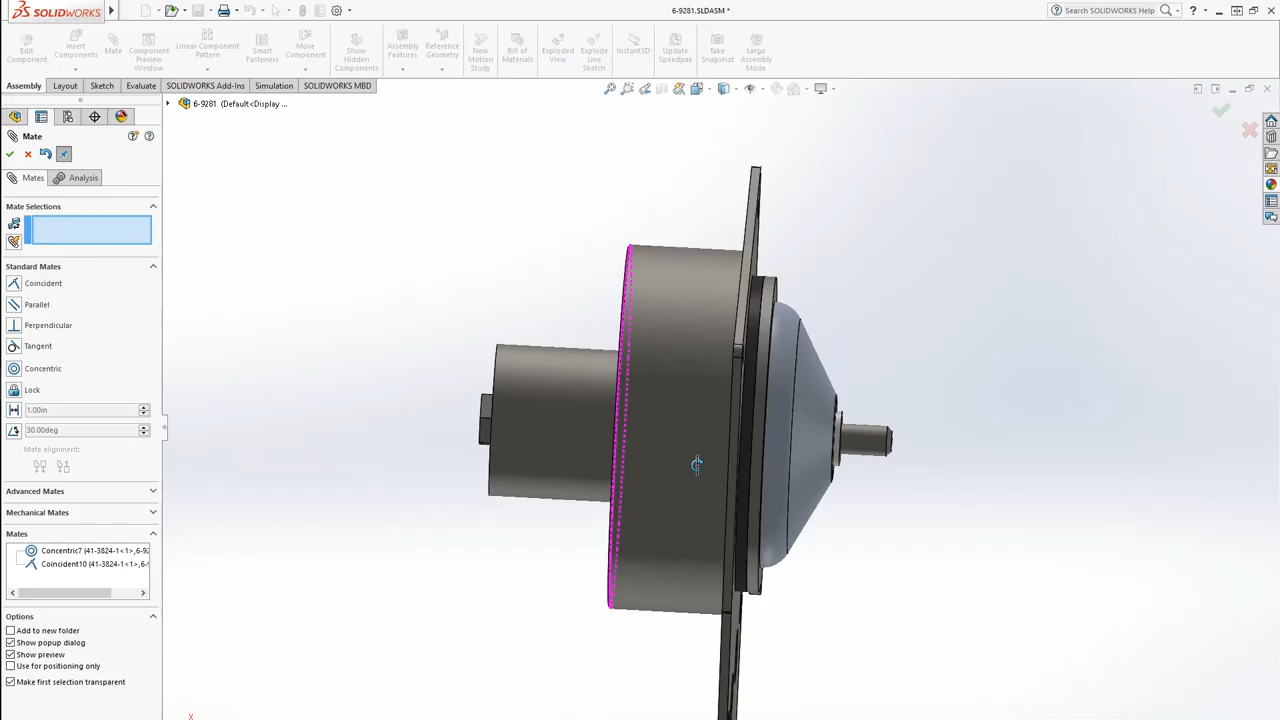 SOLIDWORKS
6-9281.SLDASM *
Search SOLIDWORKS Help
Edit Component
Insert Components
Mate
Component Preview Window
Linear Component Pattern
Smart Fasteners
Move Component
Show Hidden Components
Assembly Features
Reference Geometry
New Motion Study
Bill of Materials
Exploded View
Explode Line Sketch
Instant3D
Update Speedpak
Take Snapshot
Large Assembly Mode
Assembly Layout Sketch Evaluate SOLIDWORKS Add-Ins Simulation SOLIDWORKS MBD
6-9281 (Default<Display ...
Mate
Mates Analysis
Mate Selections
Standard Mates
Coincident
Parallel
Perpendicular
Tangent
Concentric
Lock
1.00in
30.00deg
Mate alignment:
Advanced Mates
Mechanical Mates
Mates
Concentric7 (41-3824-1<1>,6-92
Coincident10 (41-3824-1<1>,6-
Options
Add to new folder
Show popup dialog
Show preview
Use for positioning only
Make first selection transparent
X